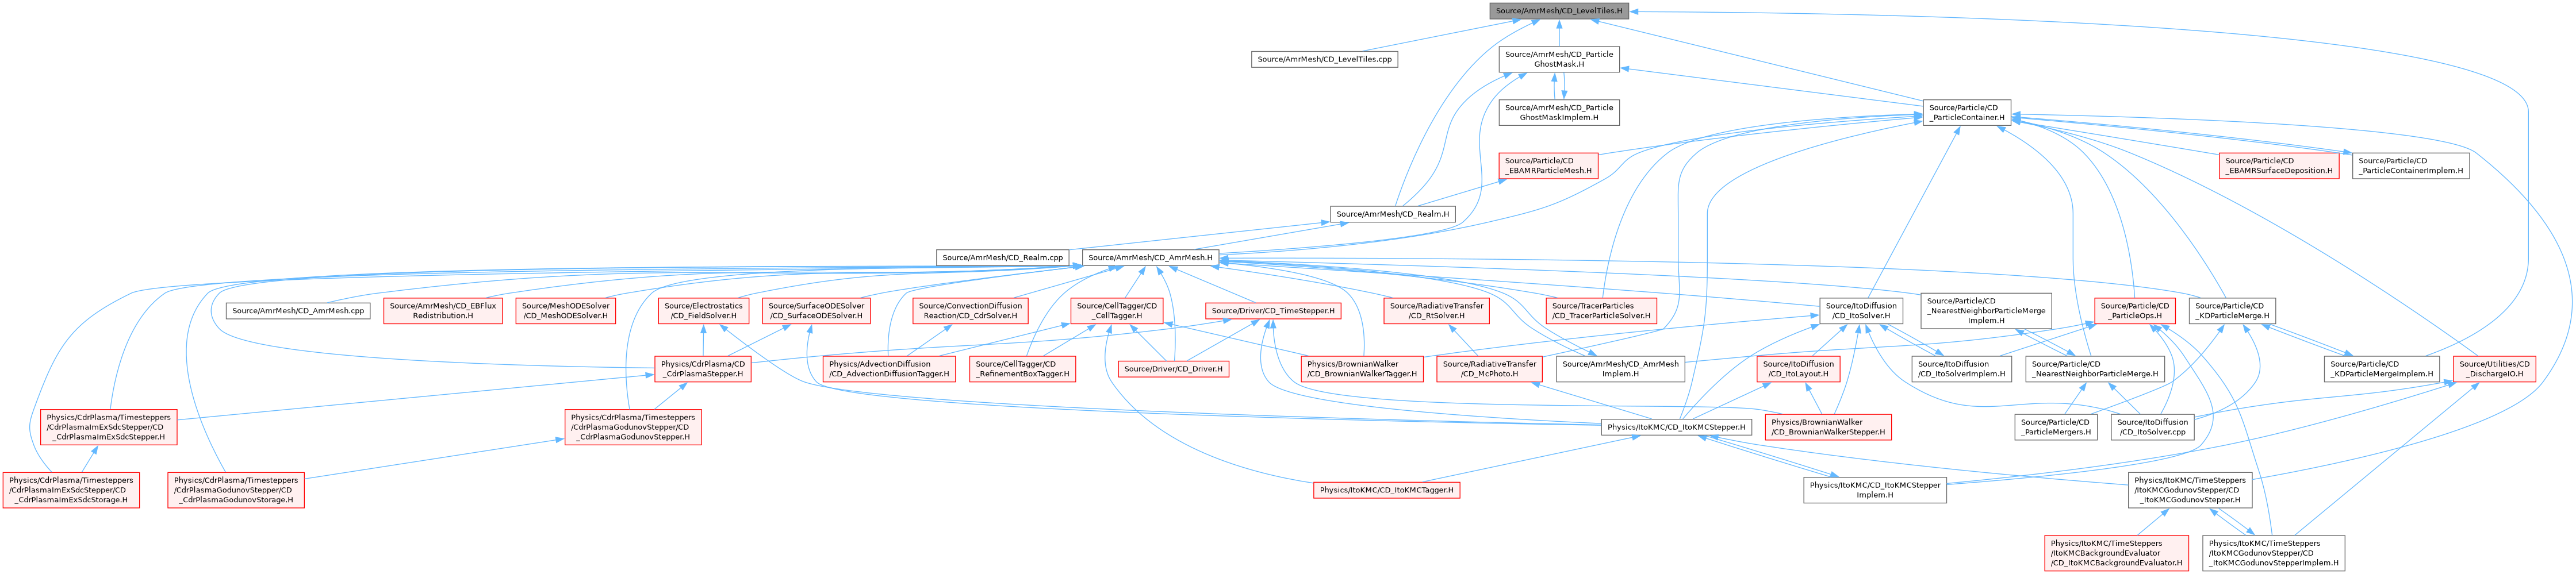 Source/AmrMesh/CD_LevelTiles.H
Source/AmrMesh/CD_LevelTiles.cpp
Source/AmrMesh/CD_Particle
GhostMask.H
Source/AmrMesh/CD_Particle
GhostMaskImplem.H
Source/Particle/CD
_ParticleContainer.H
Source/Particle/CD
_EBAMRParticleMesh.H
Source/Particle/CD
_EBAMRSurfaceDeposition.H
Source/Particle/CD
_ParticleContainerImplem.H
Source/AmrMesh/CD_Realm.H
Source/AmrMesh/CD_Realm.cpp
Source/AmrMesh/CD_AmrMesh.H
Source/AmrMesh/CD_AmrMesh.cpp
Source/AmrMesh/CD_EBFlux
Redistribution.H
Source/MeshODESolver
/CD_MeshODESolver.H
Source/Electrostatics
/CD_FieldSolver.H
Source/SurfaceODESolver
/CD_SurfaceODESolver.H
Source/ConvectionDiffusion
Reaction/CD_CdrSolver.H
Source/CellTagger/CD
_CellTagger.H
Source/Driver/CD_TimeStepper.H
Source/RadiativeTransfer
/CD_RtSolver.H
Source/TracerParticles
/CD_TracerParticleSolver.H
Source/ItoDiffusion
/CD_ItoSolver.H
Source/Particle/CD
_NearestNeighborParticleMerge
Implem.H
Source/Particle/CD
_ParticleOps.H
Source/Particle/CD
_KDParticleMerge.H
Physics/CdrPlasma/CD
_CdrPlasmaStepper.H
Physics/AdvectionDiffusion
/CD_AdvectionDiffusionTagger.H
Source/CellTagger/CD
_RefinementBoxTagger.H
Source/Driver/CD_Driver.H
Physics/BrownianWalker
/CD_BrownianWalkerTagger.H
Source/RadiativeTransfer
/CD_McPhoto.H
Source/AmrMesh/CD_AmrMesh
Implem.H
Source/ItoDiffusion
/CD_ItoLayout.H
Source/ItoDiffusion
/CD_ItoSolverImplem.H
Source/Particle/CD
_NearestNeighborParticleMerge.H
Source/Particle/CD
_KDParticleMergeImplem.H
Source/Utilities/CD
_DischargeIO.H
Physics/CdrPlasma/Timesteppers
/CdrPlasmaImExSdcStepper/CD
_CdrPlasmaImExSdcStepper.H
Physics/CdrPlasma/Timesteppers
/CdrPlasmaGodunovStepper/CD
_CdrPlasmaGodunovStepper.H
Physics/ItoKMC/CD_ItoKMCStepper.H
Physics/BrownianWalker
/CD_BrownianWalkerStepper.H
Source/Particle/CD
_ParticleMergers.H
Source/ItoDiffusion
/CD_ItoSolver.cpp
Physics/CdrPlasma/Timesteppers
/CdrPlasmaImExSdcStepper/CD
_CdrPlasmaImExSdcStorage.H
Physics/CdrPlasma/Timesteppers
/CdrPlasmaGodunovStepper/CD
_CdrPlasmaGodunovStorage.H
Physics/ItoKMC/CD_ItoKMCTagger.H
Physics/ItoKMC/CD_ItoKMCStepper
Implem.H
Physics/ItoKMC/TimeSteppers
/ItoKMCGodunovStepper/CD
_ItoKMCGodunovStepper.H
Physics/ItoKMC/TimeSteppers
/ItoKMCBackgroundEvaluator
/CD_ItoKMCBackgroundEvaluator.H
Physics/ItoKMC/TimeSteppers
/ItoKMCGodunovStepper/CD
_ItoKMCGodunovStepperImplem.H